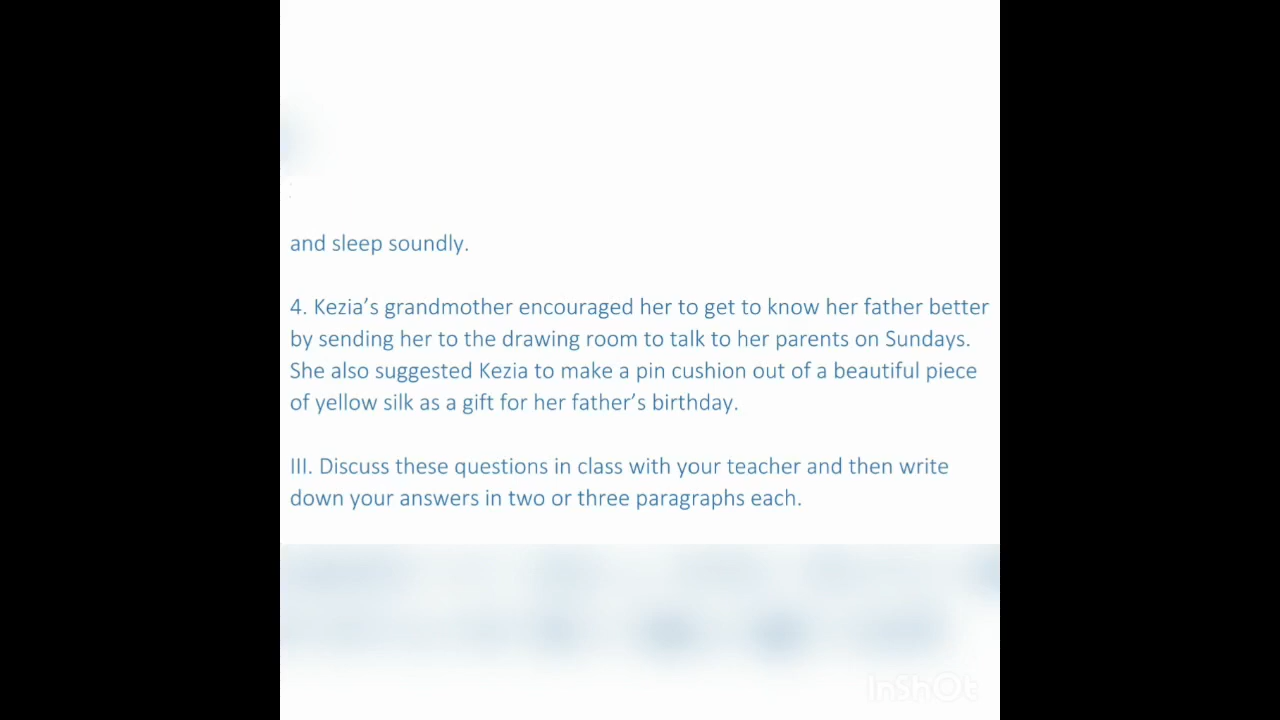 and sleep soundly.
4. Kezia’s grandmother encouraged her to get to know her father better
by sending her to the drawing room to talk to her parents on Sundays.
She also suggested Kezia to make a pin cushion out of a beautiful piece
of yellow silk as a gift for her father’s birthday.
III. Discuss these questions in class with your teacher and then write
down your answers in two or three paragraphs each.
InShOt